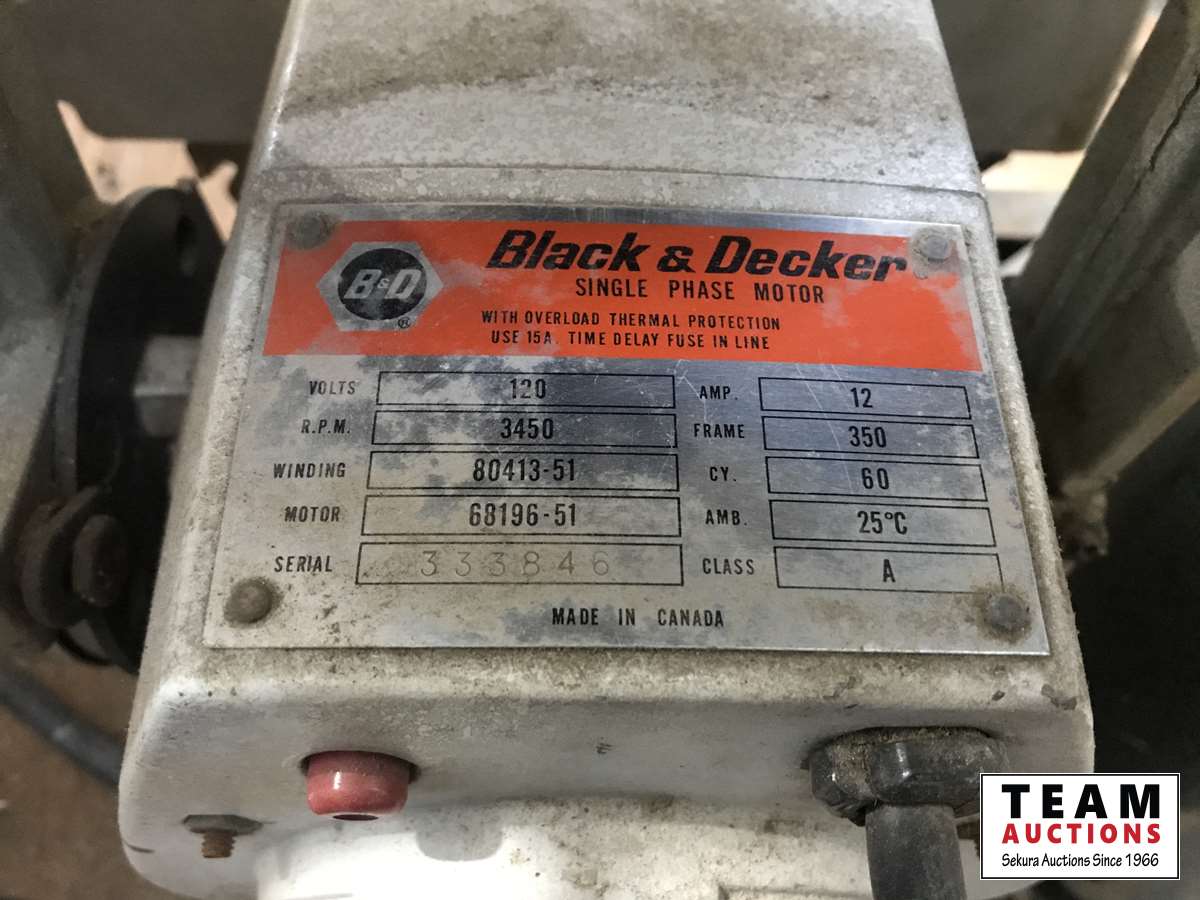 B&D
®
Black & Decker
SINGLE PHASE MOTOR
WITH OVERLOAD THERMAL PROTECTION
USE 15A. TIME DELAY FUSE IN LINE
VOLTS 120 AMP. 12
R.P.M. 3450 FRAME 350
WINDING 80413-51 CY. 60
MOTOR 68196-51 AMB. 25°C
SERIAL 333846 CLASS A
MADE IN CANADA
TEAM
AUCTIONS
Sekura Auctions Since 1966